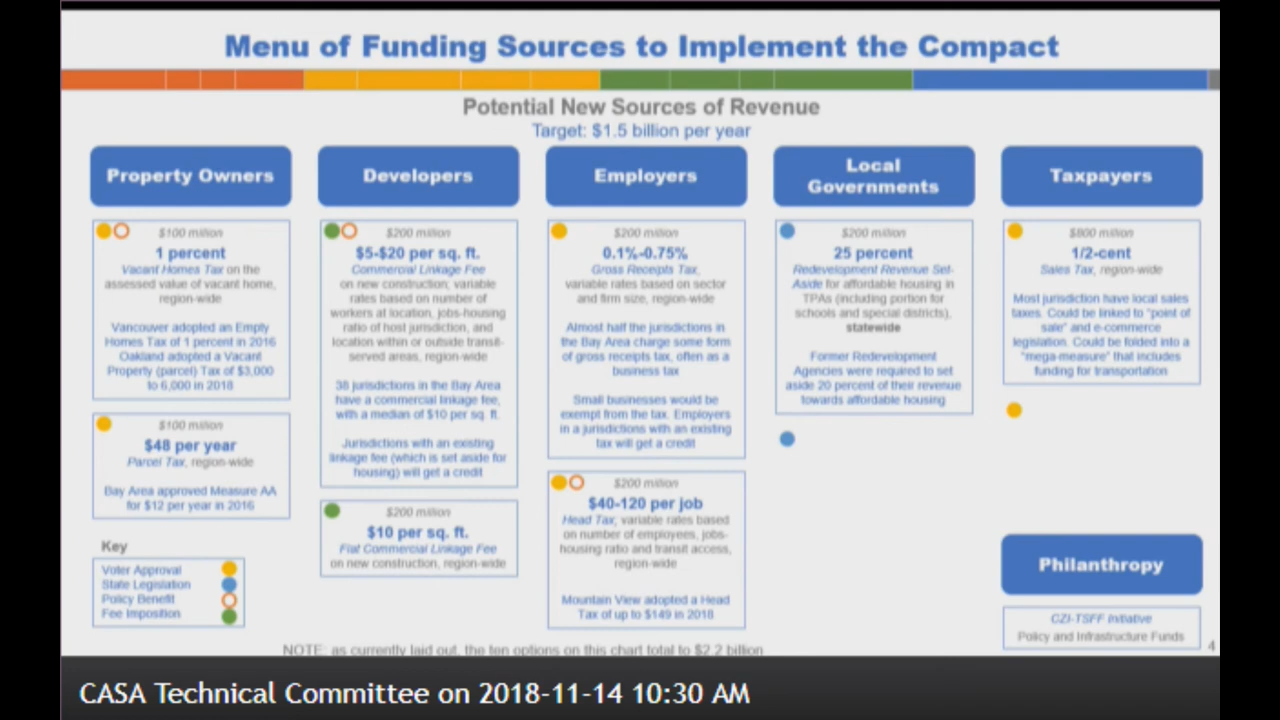 Menu of Funding Sources to Implement the Compact
Potential New Sources of Revenue
Target: $1.5 billion per year
Property Owners
$100 million
1 percent
Vacant Homes Tax on the
assessed value of vacant home,
region-wide
Vancouver adopted an Empty
Homes Tax of 1 percent in 2016
Oakland adopted a Vacant
Property (parcel) Tax of $3,000
to 6,000 in 2018
$100 million
$48 per year
Parcel Tax, region-wide
Bay Area approved Measure AA
for $12 per year in 2016
Key
Voter Approval
State Legislation
Policy Benefit
Fee Imposition
Developers
$200 million
$5-$20 per sq. ft.
Commercial Linkage Fee
on new construction; variable
rates based on number of
workers at location, jobs-housing
ratio of host jurisdiction, and
location within or outside transit-
served areas, region-wide
38 jurisdictions in the Bay Area
have a commercial linkage fee,
with a median of $10 per sq. ft.
Jurisdictions with an existing
linkage fee (which is set aside for
housing) will get a credit
$200 million
$10 per sq. ft.
Flat Commercial Linkage Fee
on new construction, region-wide
Employers
$200 million
0.1%-0.75%
Gross Receipts Tax,
variable rates based on sector
and firm size, region-wide
Almost half the jurisdictions in
the Bay Area charge some form
of gross receipts tax, often as a
business tax
Small businesses would be
exempt from the tax. Employers
in a jurisdictions with an existing
tax will get a credit
$200 million
$40-120 per job
Head Tax; variable rates based
on number of employees, jobs-
housing ratio and transit access,
region-wide
Mountain View adopted a Head
Tax of up to $149 in 2018
Local
Governments
$200 million
25 percent
Redevelopment Revenue Set-
Aside for affordable housing in
TPAs (including portion for
schools and special districts),
statewide
Former Redevelopment
Agencies were required to set
aside 20 percent of their revenue
towards affordable housing
Taxpayers
$800 million
1/2-cent
Sales Tax, region-wide
Most jurisdiction have local sales
taxes. Could be linked to "point of
sale" and e-commerce
legislation. Could be folded into a
"mega-measure" that includes
funding for transportation
Philanthropy
CZI-TSFF Initiative
Policy and Infrastructure Funds
4
NOTE: as currently laid out, the ten options on this chart total to $2.2 billion
CASA Technical Committee on 2018-11-14 10:30 AM